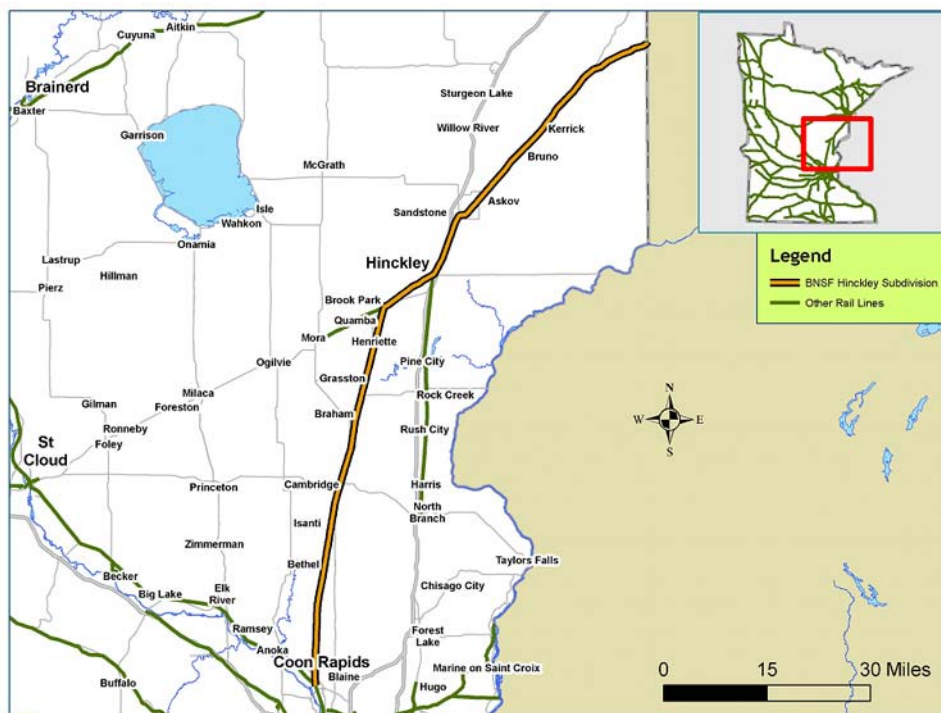 Aitkin
Cuyuna
Brainerd
Baxter
Garrison
Sturgeon Lake
Willow River
Kerrick
Bruno
McGrath
Askov
Sandstone
Isle
Wahkon
Onamia
Lastrup
Hillman
Pierz
Hinckley
Brook Park
Quamba
Mora
Henriette
Ogilvie
Pine City
Grasston
Milaca
Rock Creek
Gilman
Foreston
Braham
Ronneby
Rush City
Foley
St
Cloud
Princeton
Cambridge
Harris
North
Branch
Isanti
Zimmerman
Bethel
Taylors Falls
Becker
Chisago City
Big Lake
Elk
River
Ramsey
Forest
Lake
Anoka
Coon Rapids
Blaine
Marine on Saint Croix
Buffalo
Hugo
Legend
BNSF Hinckley Subdivision
Other Rail Lines
N
W
E
S
0
15
30 Miles